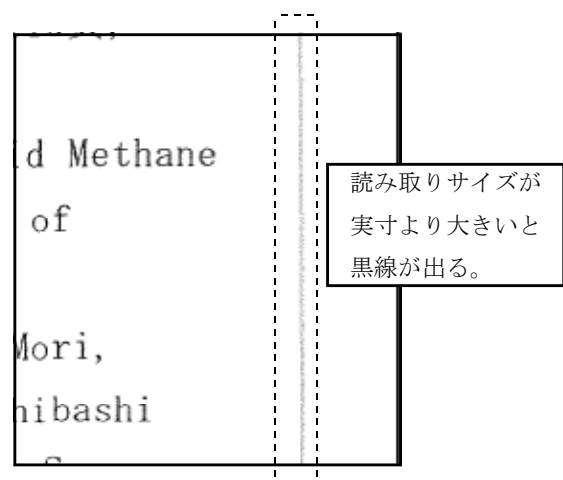 d Methane
of
読み取りサイズが
実寸より大きいと
黒線が出る。
Mori,
hibashi